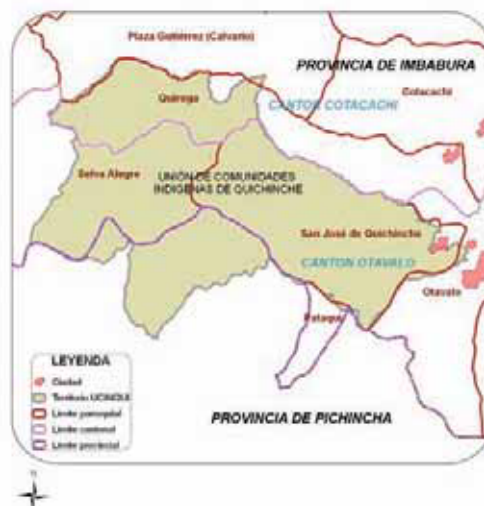 Plaza Gutiérrez (Calvario)
PROVINCIA DE IMBABURA
Cotacachi
Quiroga
CANTON COTACACHI
Selva Alegre
UNIÓN DE COMUNIDADES
INDIGENAS DE QUICHINCHE
San José de Quichinche
CANTON OTAVALO
Otavalo
Pataquí
LEYENDA
Ciudad
Territorio UCINQUI
Límite parroquial
Límite cantonal
Límite provincial
PROVINCIA DE PICHINCHA
N